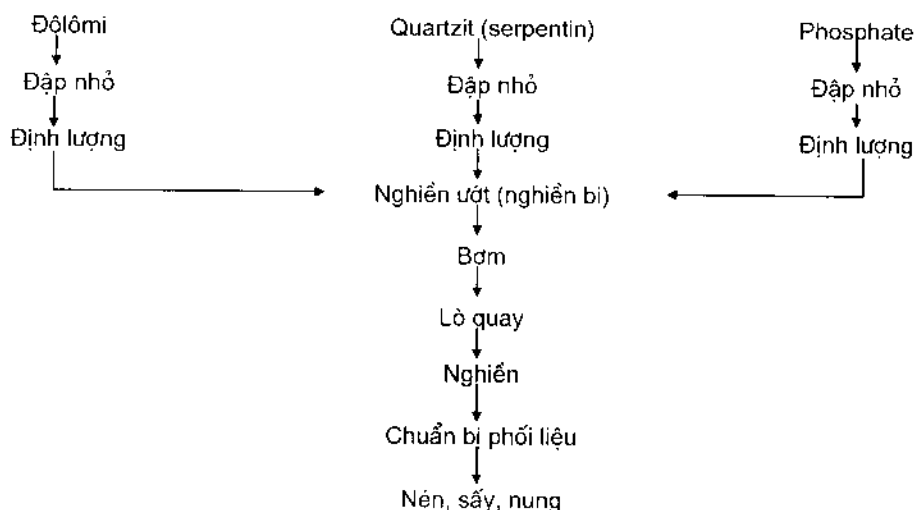 Đôlômi Quartzit (serpentin) Phosphate
Đập nhỏ Đập nhỏ Đập nhỏ
Định lượng Định lượng Định lượng
Nghiền ướt (nghiền bi)
Bơm
Lò quay
Nghiền
Chuẩn bị phối liệu
Nén, sấy, nung